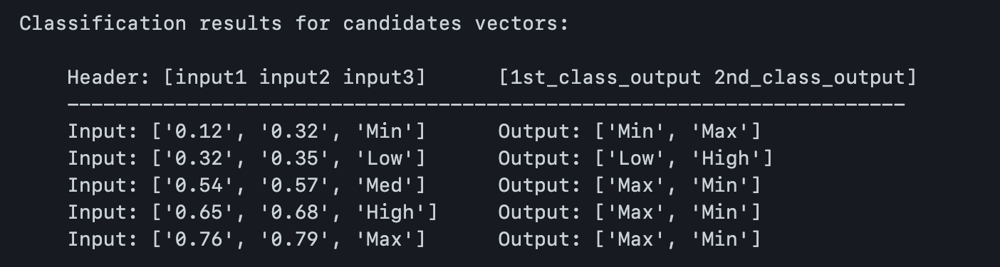 Classification results for candidates vectors:
Header: [input1 input2 input3]      [1st_class_output 2nd_class_output]
----------------------------------------------------------------------
Input: ['0.12', '0.32', 'Min']      Output: ['Min', 'Max']
Input: ['0.32', '0.35', 'Low']      Output: ['Low', 'High']
Input: ['0.54', '0.57', 'Med']      Output: ['Max', 'Min']
Input: ['0.65', '0.68', 'High']     Output: ['Max', 'Min']
Input: ['0.76', '0.79', 'Max']      Output: ['Max', 'Min']